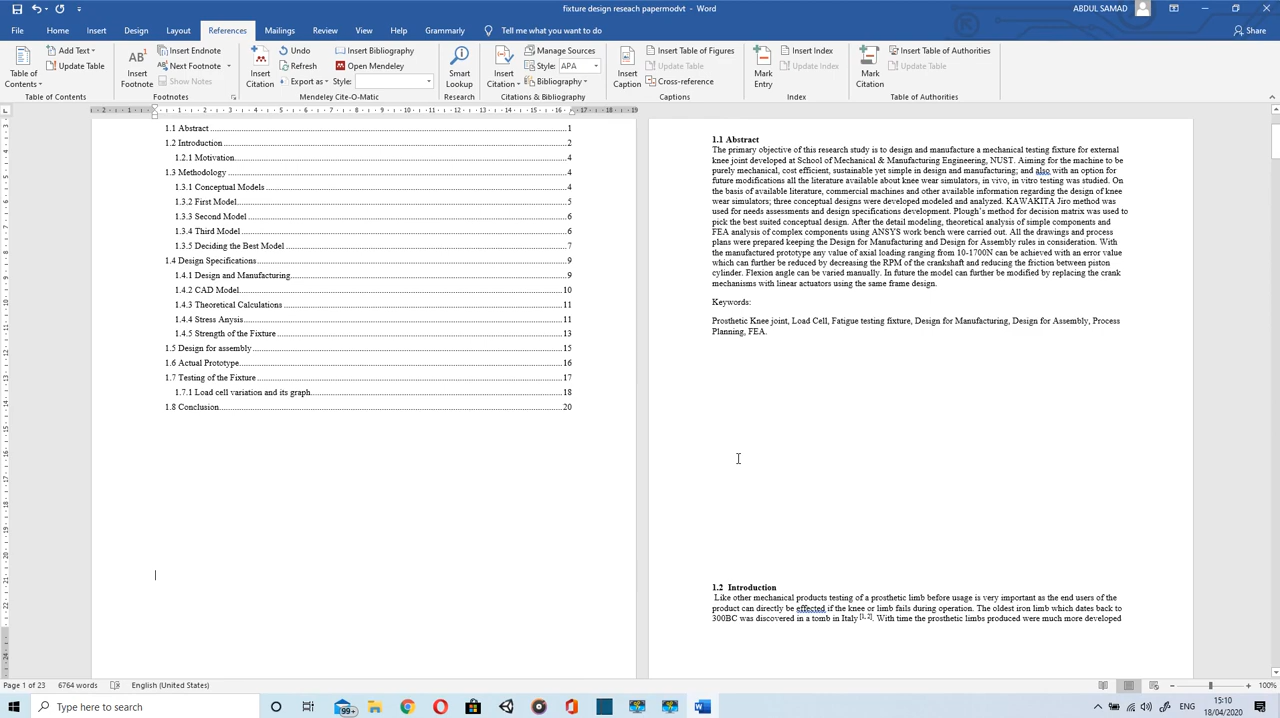 fixture design reseach papermodvt - Word
ABDUL SAMAD
File Home Insert Design Layout References Mailings Review View Help Grammarly Tell me what you want to do Share
Table of Contents
Add Text
Update Table
Table of Contents
Insert Footnote
AB¹
Insert Endnote
Next Footnote
Show Notes
Footnotes
Insert Citation
Undo
Refresh
Export as
Insert Bibliography
Open Mendeley
Style:
Mendeley Cite-O-Matic
Smart Lookup
Research
Insert Citation
Manage Sources
Style: APA
Bibliography
Citations & Bibliography
Insert Caption
Insert Table of Figures
Update Table
Cross-reference
Captions
Mark Entry
Insert Index
Update Index
Index
Mark Citation
Insert Table of Authorities
Update Table
Table of Authorities
1.1 Abstract 1
1.2 Introduction 2
1.2.1 Motivation 4
1.3 Methodology 4
1.3.1 Conceptual Models 4
1.3.2 First Model 5
1.3.3 Second Model 6
1.3.4 Third Model 6
1.3.5 Deciding the Best Model 7
1.4 Design Specifications 9
1.4.1 Design and Manufacturing 9
1.4.2 CAD Model 10
1.4.3 Theoretical Calculations 11
1.4.4 Stress Anysis 11
1.4.5 Strength of the Fixture 13
1.5 Design for assembly 15
1.6 Actual Prototype 16
1.7 Testing of the Fixture 17
1.7.1 Load cell variation and its graph 18
1.8 Conclusion 20
1.1 Abstract
The primary objective of this research study is to design and manufacture a mechanical testing fixture for external
knee joint developed at School of Mechanical & Manufacturing Engineering, NUST. Aiming for the machine to be
purely mechanical, cost efficient, sustainable yet simple in design and manufacturing; and also with an option for
future modifications all the literature available about knee wear simulators, in vivo, in vitro testing was studied. On
the basis of available literature, commercial machines and other available information regarding the design of knee
wear simulators; three conceptual designs were developed modeled and analyzed. KAWAKITA Jiro method was
used for needs assessments and design specifications development. Plough's method for decision matrix was used to
pick the best suited conceptual design. After the detail modeling, theoretical analysis of simple components and
FEA analysis of complex components using ANSYS work bench were carried out. All the drawings and process
plans were prepared keeping the Design for Manufacturing and Design for Assembly rules in consideration. With
the manufactured prototype any value of axial loading ranging from 10-1700N can be achieved with an error value
which can further be reduced by decreasing the RPM of the crankshaft and reducing the friction between piston
cylinder. Flexion angle can be varied manually. In future the model can further be modified by replacing the crank
mechanisms with linear actuators using the same frame design.
Keywords:
Prosthetic Knee joint, Load Cell, Fatigue testing fixture, Design for Manufacturing, Design for Assembly, Process
Planning, FEA.
1.2 Introduction
Like other mechanical products testing of a prosthetic limb before usage is very important as the end users of the
product can directly be effected if the knee or limb fails during operation. The oldest iron limb which dates back to
300BC was discovered in a tomb in Italy [1, 2]. With time the prosthetic limbs produced were much more developed
Page 1 of 23 6764 words English (United States) 100%
Type here to search
99+
ENG
15:10
18/04/2020